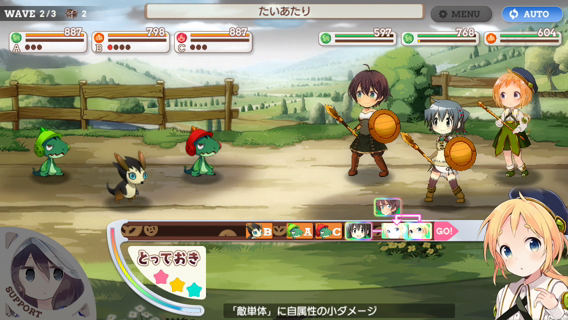 WAVE 2/3 2
たいあたり
MENU
AUTO
887 798 887
A B C
597 768 604
B A C GO!
とっておき
SUPPORT
「敵単体」に自属性の小ダメージ